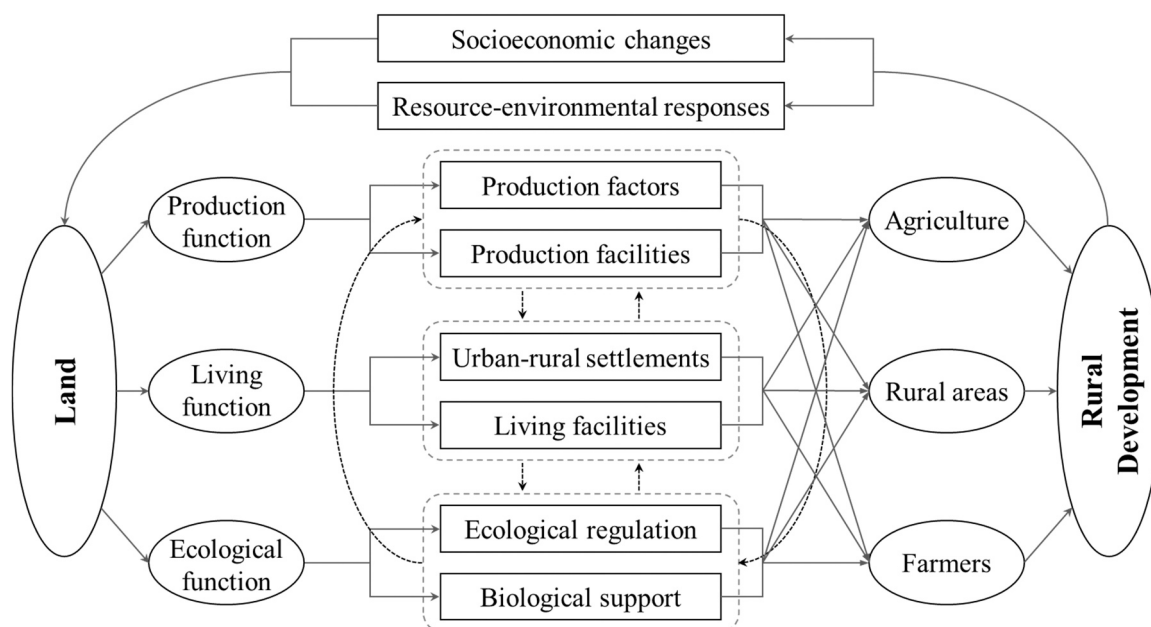 Socioeconomic changes
Resource-environmental responses
Production
function
Production factors
Production facilities
Agriculture
Land
Living
function
Urban-rural settlements
Living facilities
Rural areas
Rural
Development
Ecological
function
Ecological regulation
Biological support
Farmers